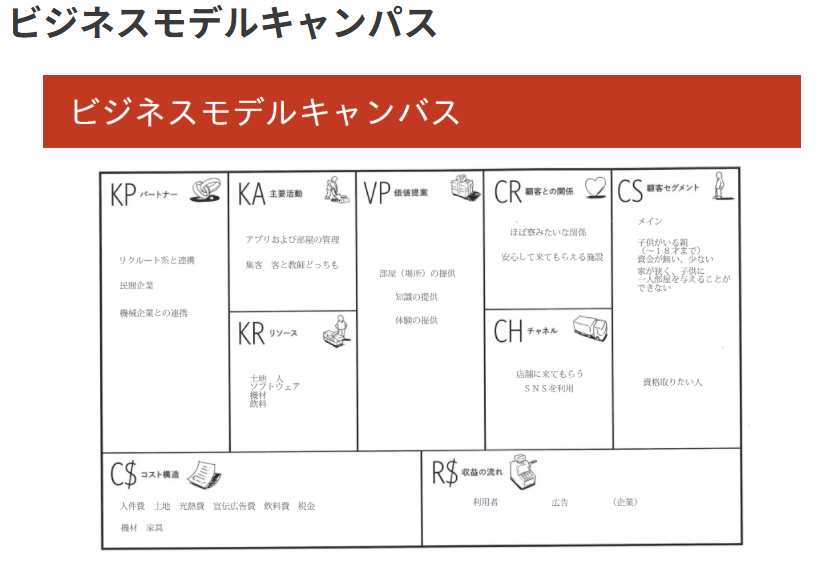 ビジネスモデルキャンパス
ビジネスモデルキャンバス
KP パートナー
リクルート系と連携
民間企業
機械企業との連携
KA 主要活動
アプリおよび部屋の管理
集客 客と教師どっちも
KR リソース
土地 人
ソフトウェア
機材
飲料
VP 価値提案
部屋(場所)の提供
知識の提供
体験の提供
CR 顧客との関係
ほぼ寮みたいな関係
安心して来てもらえる施設
CH チャネル
店舗に来てもらう
SNSを利用
CS 顧客セグメント
メイン
子供がいる親
(~18才まで)
資金が無い、少ない
家が狭く、子供に
一人部屋を与えることが
できない
資格取りたい人
C$ コスト構造
人件費 土地 光熱費 宣伝広告費 飲料費 税金
機材 家具
R$ 収益の流れ
利用者 広告 (企業)